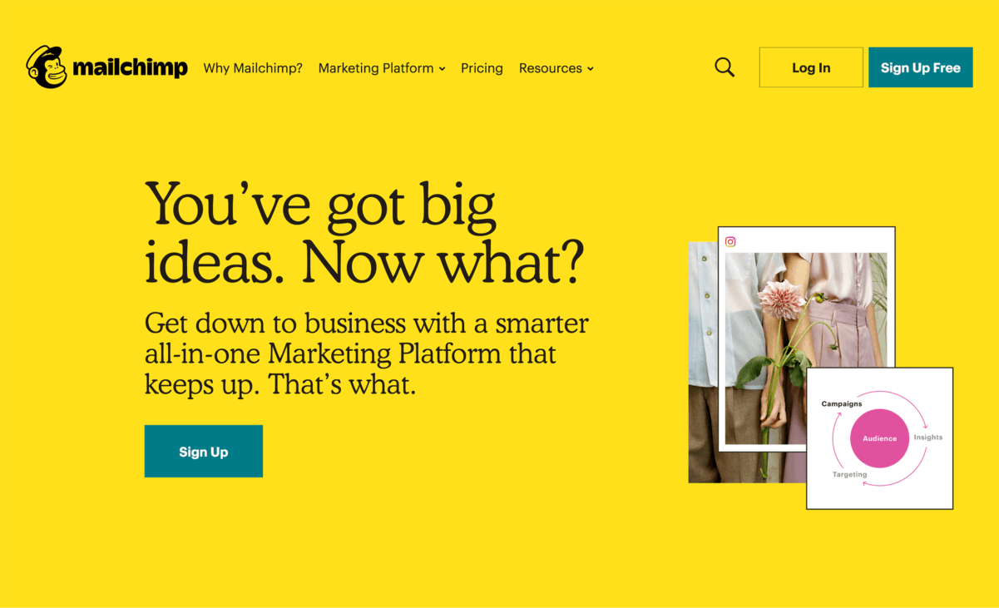 mailchimp
Why Mailchimp?
Marketing Platform
Pricing
Resources
Log In
Sign Up Free
You’ve got big
ideas. Now what?
Get down to business with a smarter
all-in-one Marketing Platform that
keeps up. That’s what.
Sign Up
Campaigns
Audience
Insights
Targeting